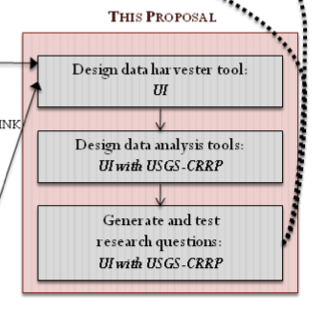 THIS PROPOSAL
Design data harvester tool:
UI
INK
Design data analysis tools:
UI with USGS-CRRP
Generate and test
research questions:
UI with USGS-CRRP